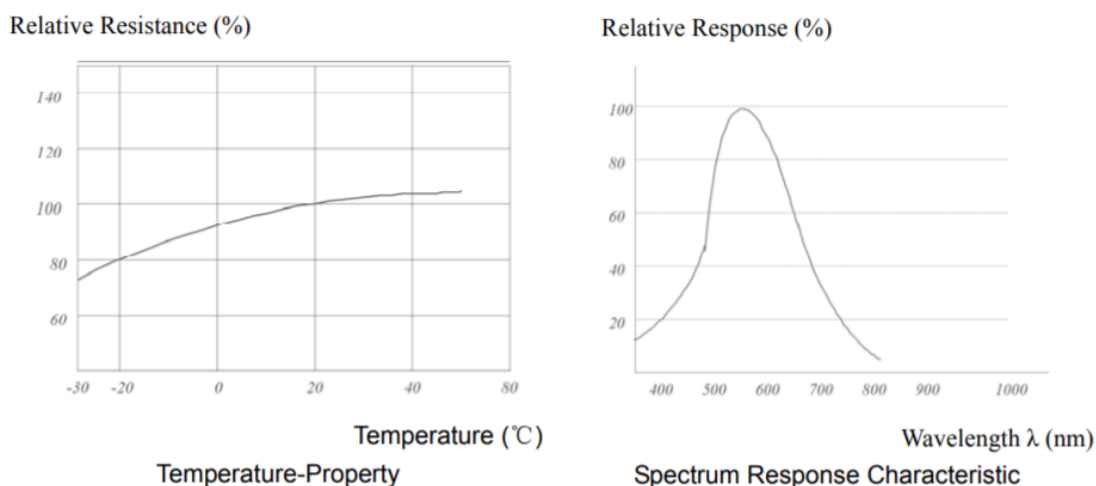 Relative Resistance (%)
140
120
100
80
60
-30 -20 0 20 40 80
Temperature (℃)
Temperature-Property
Relative Response (%)
100
80
60
40
20
400 500 600 700 800 900 1000
Wavelength λ (nm)
Spectrum Response Characteristic